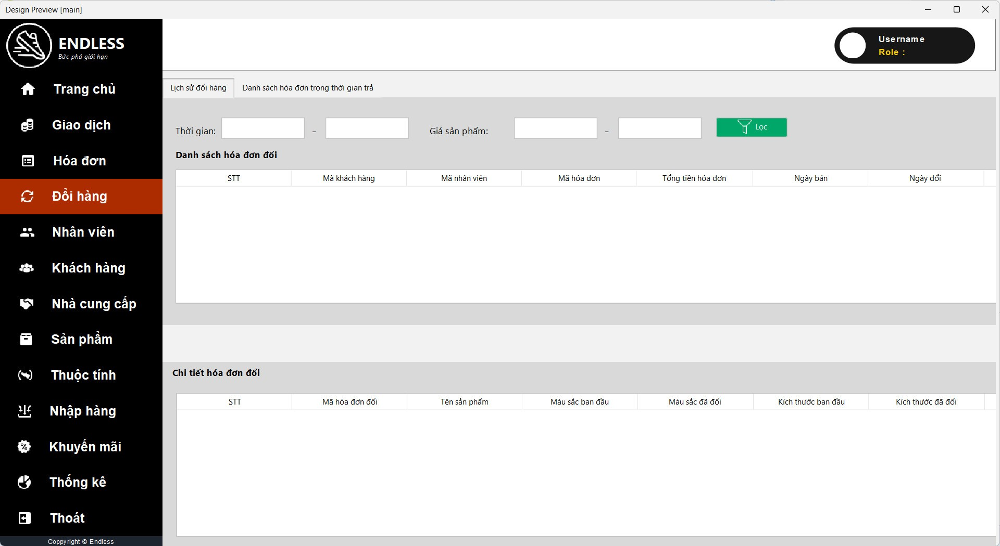 Design Preview [main]
ENDLESS
Bức phá giới hạn
Username
Role :
Trang chủ
Giao dịch
Hóa đơn
Đổi hàng
Nhân viên
Khách hàng
Nhà cung cấp
Sản phẩm
Thuộc tính
Nhập hàng
Khuyến mãi
Thống kê
Thoát
Coppyright © Endless
Lịch sử đổi hàng
Danh sách hóa đơn trong thời gian trả
Thời gian: –
Giá sản phẩm: –
Lọc
Danh sách hóa đơn đổi
STT Mã khách hàng Mã nhân viên Mã hóa đơn Tổng tiền hóa đơn Ngày bán Ngày đổi
Chi tiết hóa đơn đổi
STT Mã hóa đơn đổi Tên sản phẩm Màu sắc ban đầu Màu sắc đã đổi Kích thước ban đầu Kích thước đã đổi